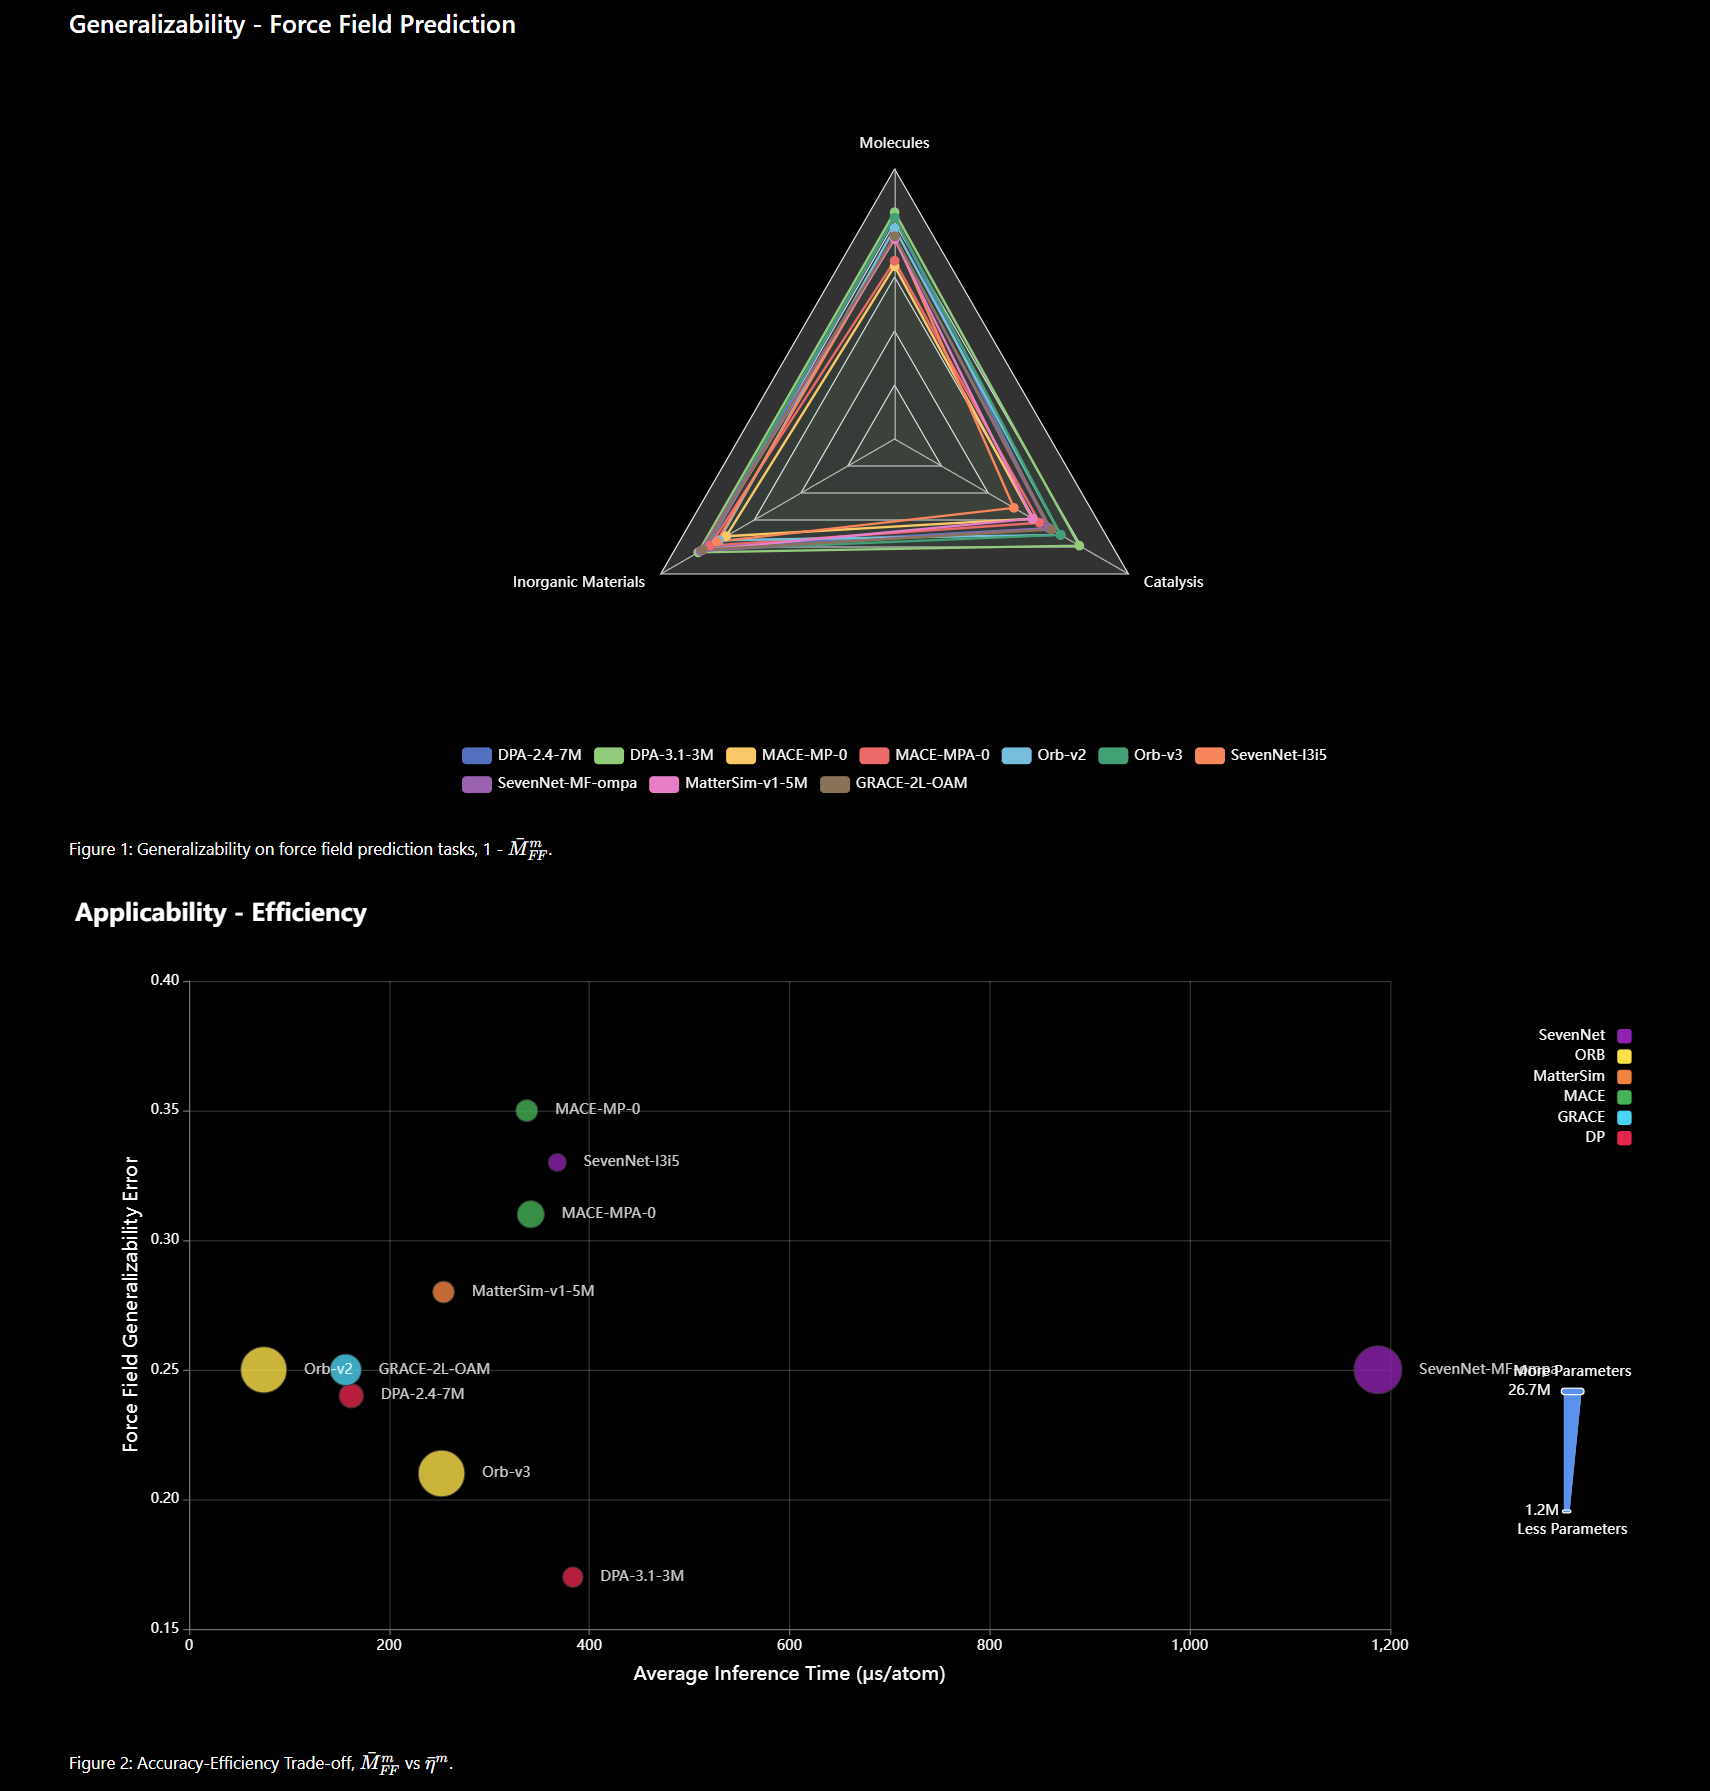 Generalizability - Force Field Prediction
Molecules
Inorganic Materials
Catalysis
DPA-2.4-7M DPA-3.1-3M MACE-MP-0 MACE-MPA-0 Orb-v2 Orb-v3 SevenNet-l3i5
SevenNet-MF-ompa MatterSim-v1-5M GRACE-2L-OAM
Figure 1: Generalizability on force field prediction tasks, 1 - M̄ᵐ_FF.
Applicability - Efficiency
Force Field Generalizability Error
0.40
0.35
0.30
0.25
0.20
0.15
MACE-MP-0
SevenNet-l3i5
MACE-MPA-0
MatterSim-v1-5M
Orb-v2
GRACE-2L-OAM
SevenNet-MF-ompa
DPA-2.4-7M
Orb-v3
DPA-3.1-3M
0 200 400 600 800 1,000 1,200
Average Inference Time (μs/atom)
SevenNet
ORB
MatterSim
MACE
GRACE
DP
More Parameters
26.7M
1.2M
Less Parameters
Figure 2: Accuracy-Efficiency Trade-off, M̄ᵐ_FF vs η̄ᵐ.